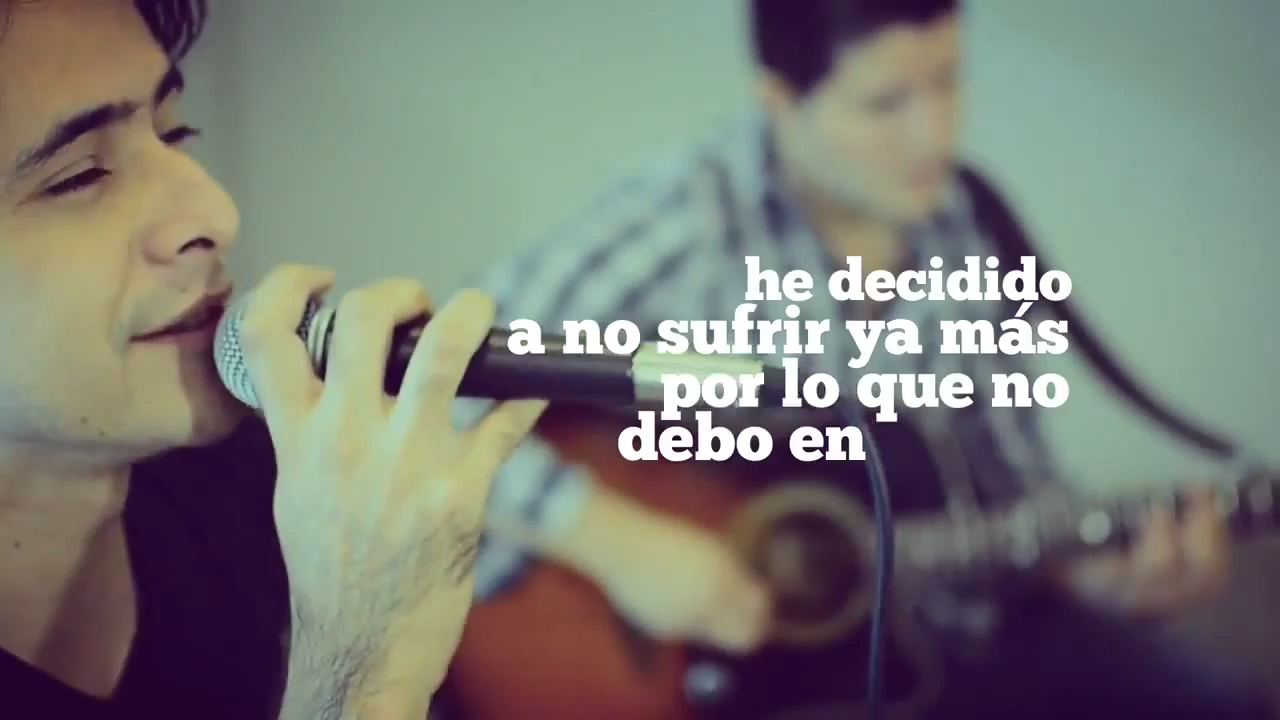 he decidido
a no sufrir ya más
por lo que no
debo en